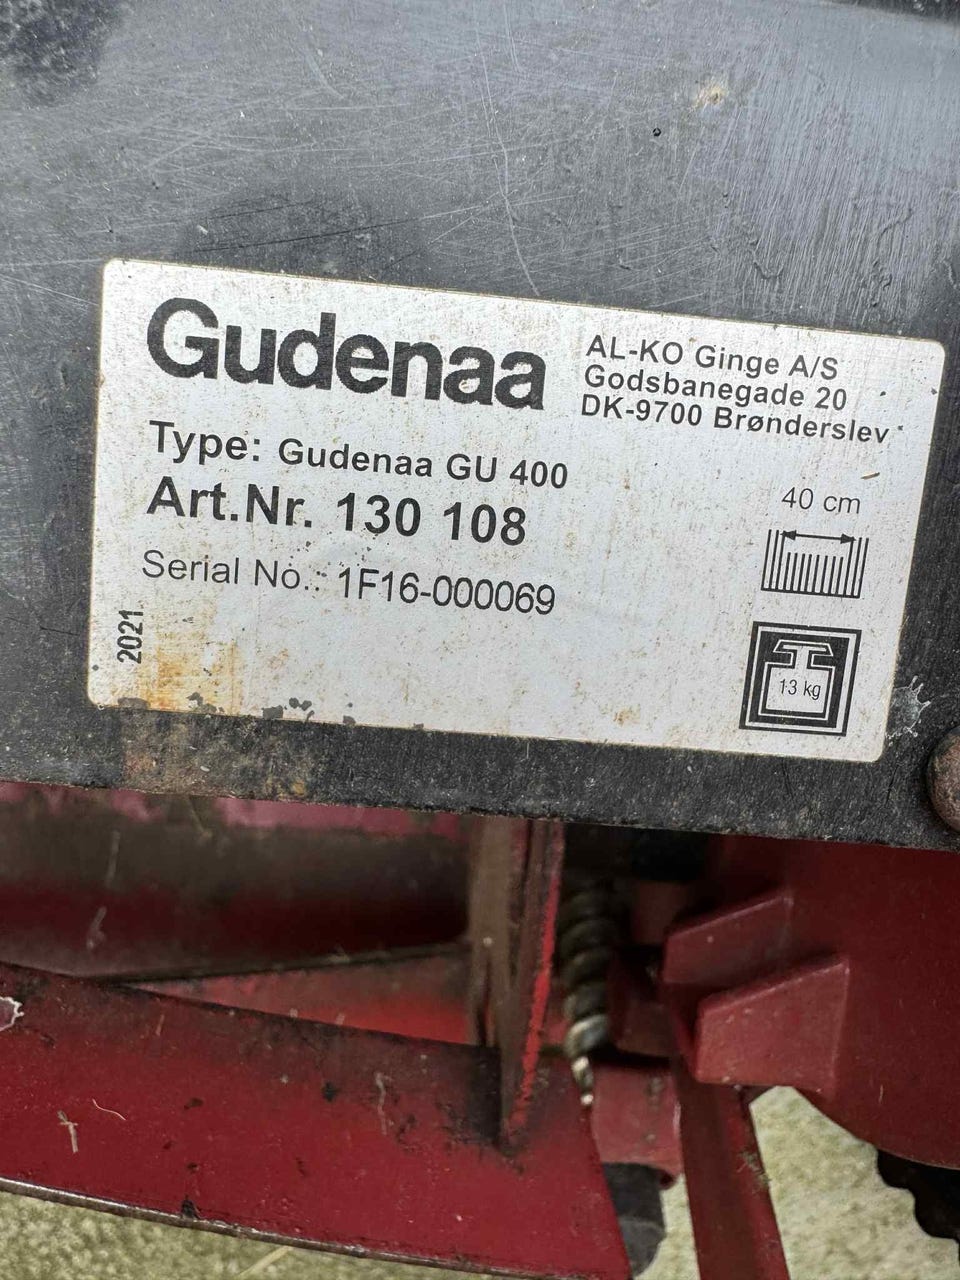 Gudenaa
AL-KO Ginge A/S
Godsbanegade 20
DK-9700 Brønderslev
Type: Gudenaa GU 400
Art.Nr. 130 108
Serial No.: 1F16-000069
2021
40 cm
13 kg